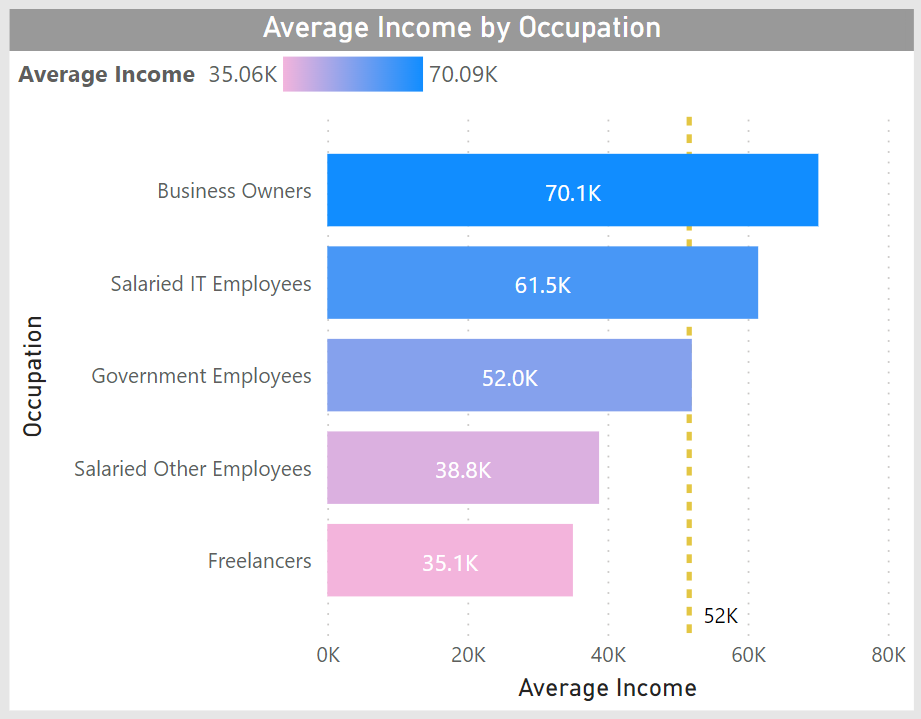 Average Income by Occupation
Average Income 35.06K 70.09K
Occupation
Business Owners 70.1K
Salaried IT Employees 61.5K
Government Employees 52.0K
Salaried Other Employees 38.8K
Freelancers 35.1K
52K
0K 20K 40K 60K 80K
Average Income